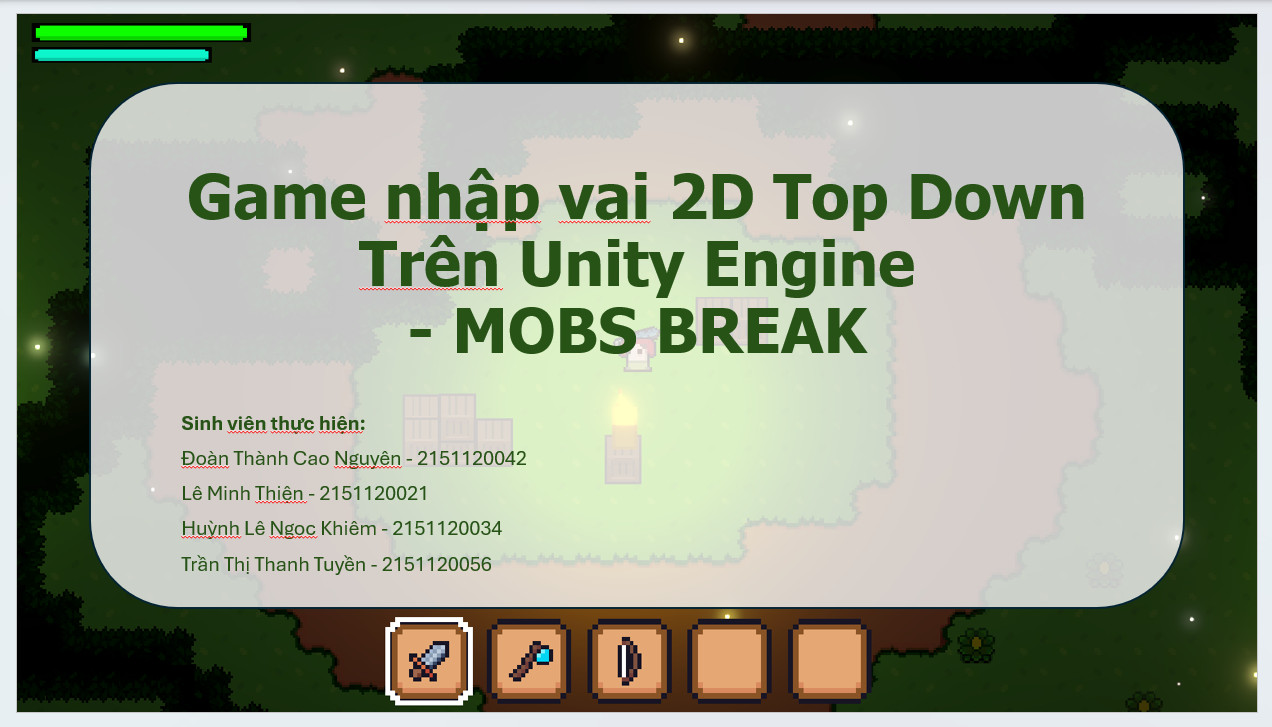 Game nhập vai 2D Top Down
Trên Unity Engine
- MOBS BREAK
Sinh viên thực hiện:
Đoàn Thành Cao Nguyên - 2151120042
Lê Minh Thiện - 2151120021
Huỳnh Lê Ngọc Khiêm - 2151120034
Trần Thị Thanh Tuyền - 2151120056